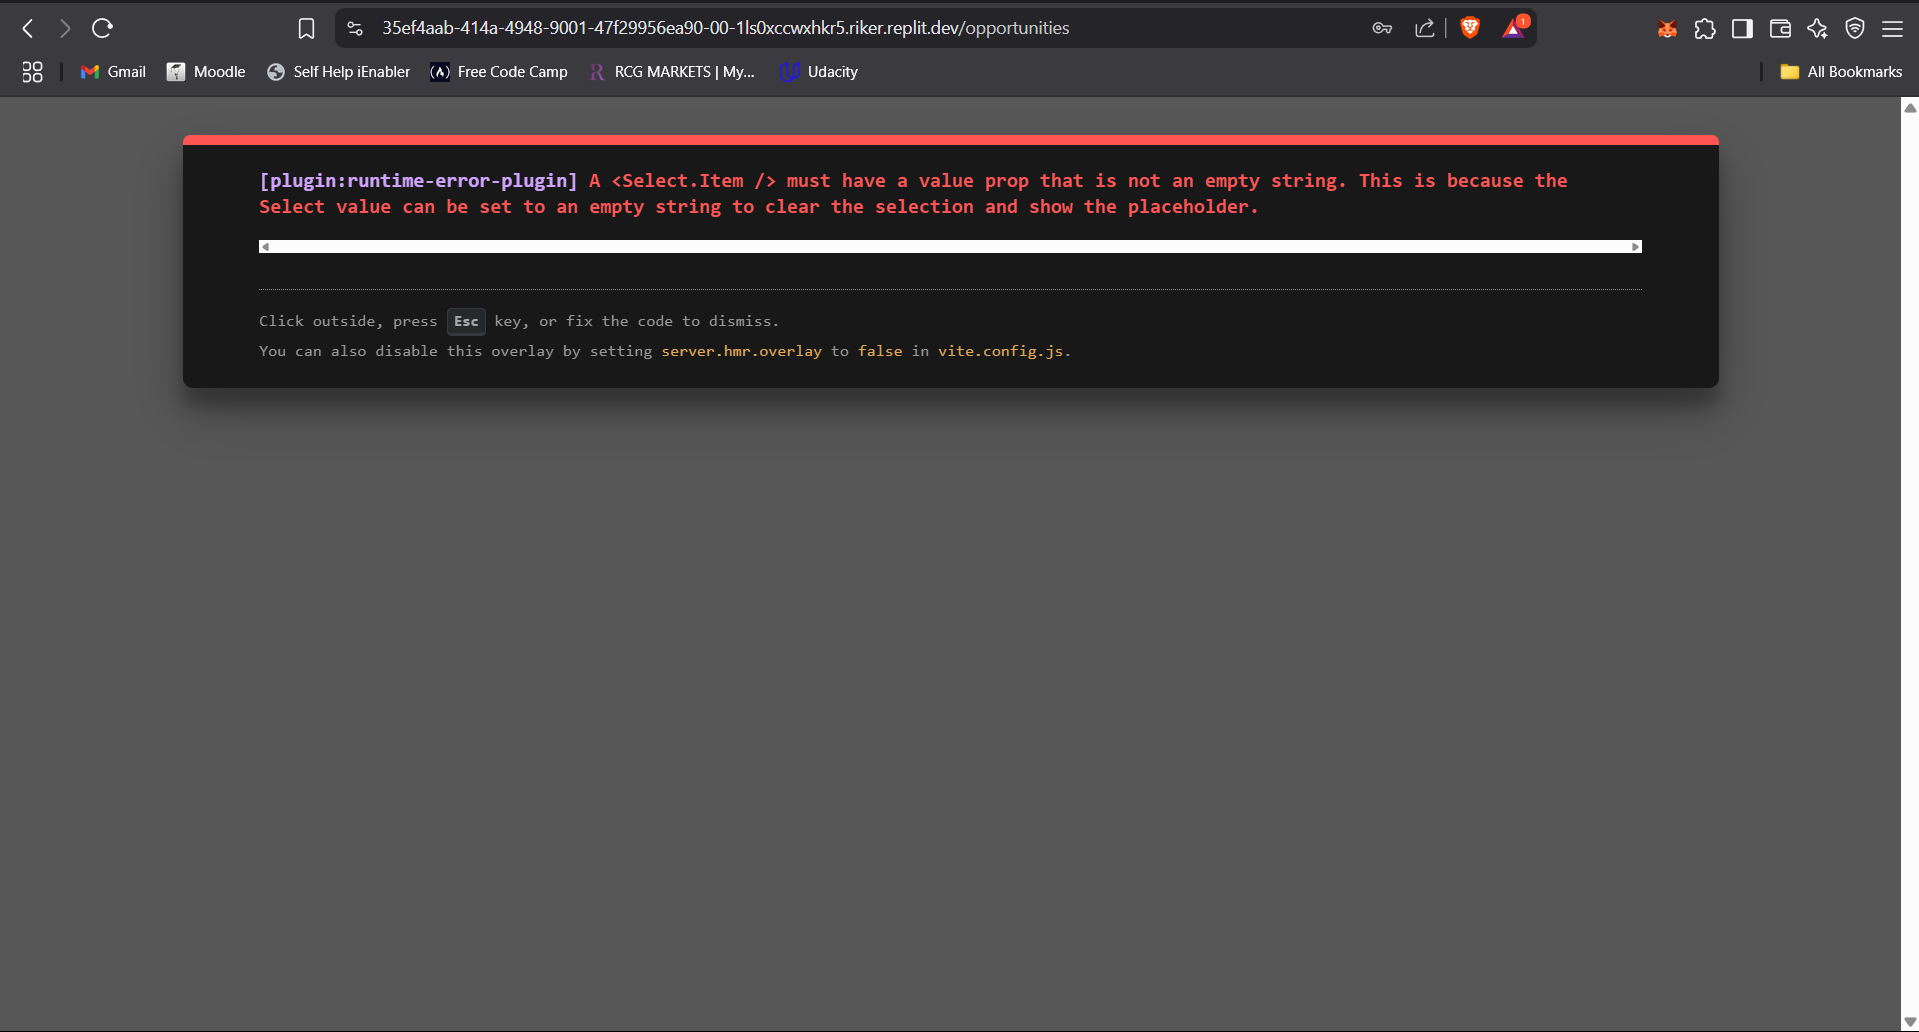 35ef4aab-414a-4948-9001-47f29956ea90-00-1ls0xccwxhkr5.riker.replit.dev/opportunities
1
Gmail Moodle Self Help iEnabler Free Code Camp RCG MARKETS | My... Udacity All Bookmarks
[plugin:runtime-error-plugin] A <Select.Item /> must have a value prop that is not an empty string. This is because the
Select value can be set to an empty string to clear the selection and show the placeholder.
Click outside, press Esc key, or fix the code to dismiss.
You can also disable this overlay by setting server.hmr.overlay to false in vite.config.js.